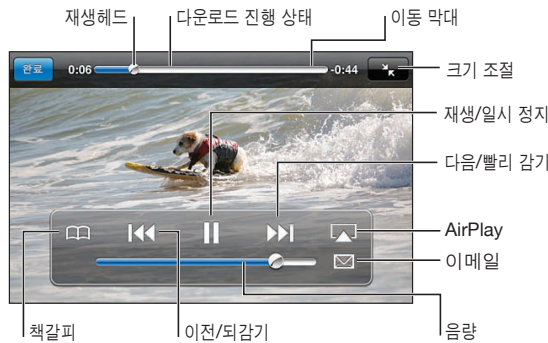 재생헤드
다운로드 진행 상태
이동 막대
완료
0:06
-0:44
크기 조절
재생/일시 정지
다음/빨리 감기
AirPlay
이메일
책갈피
이전/되감기
음량